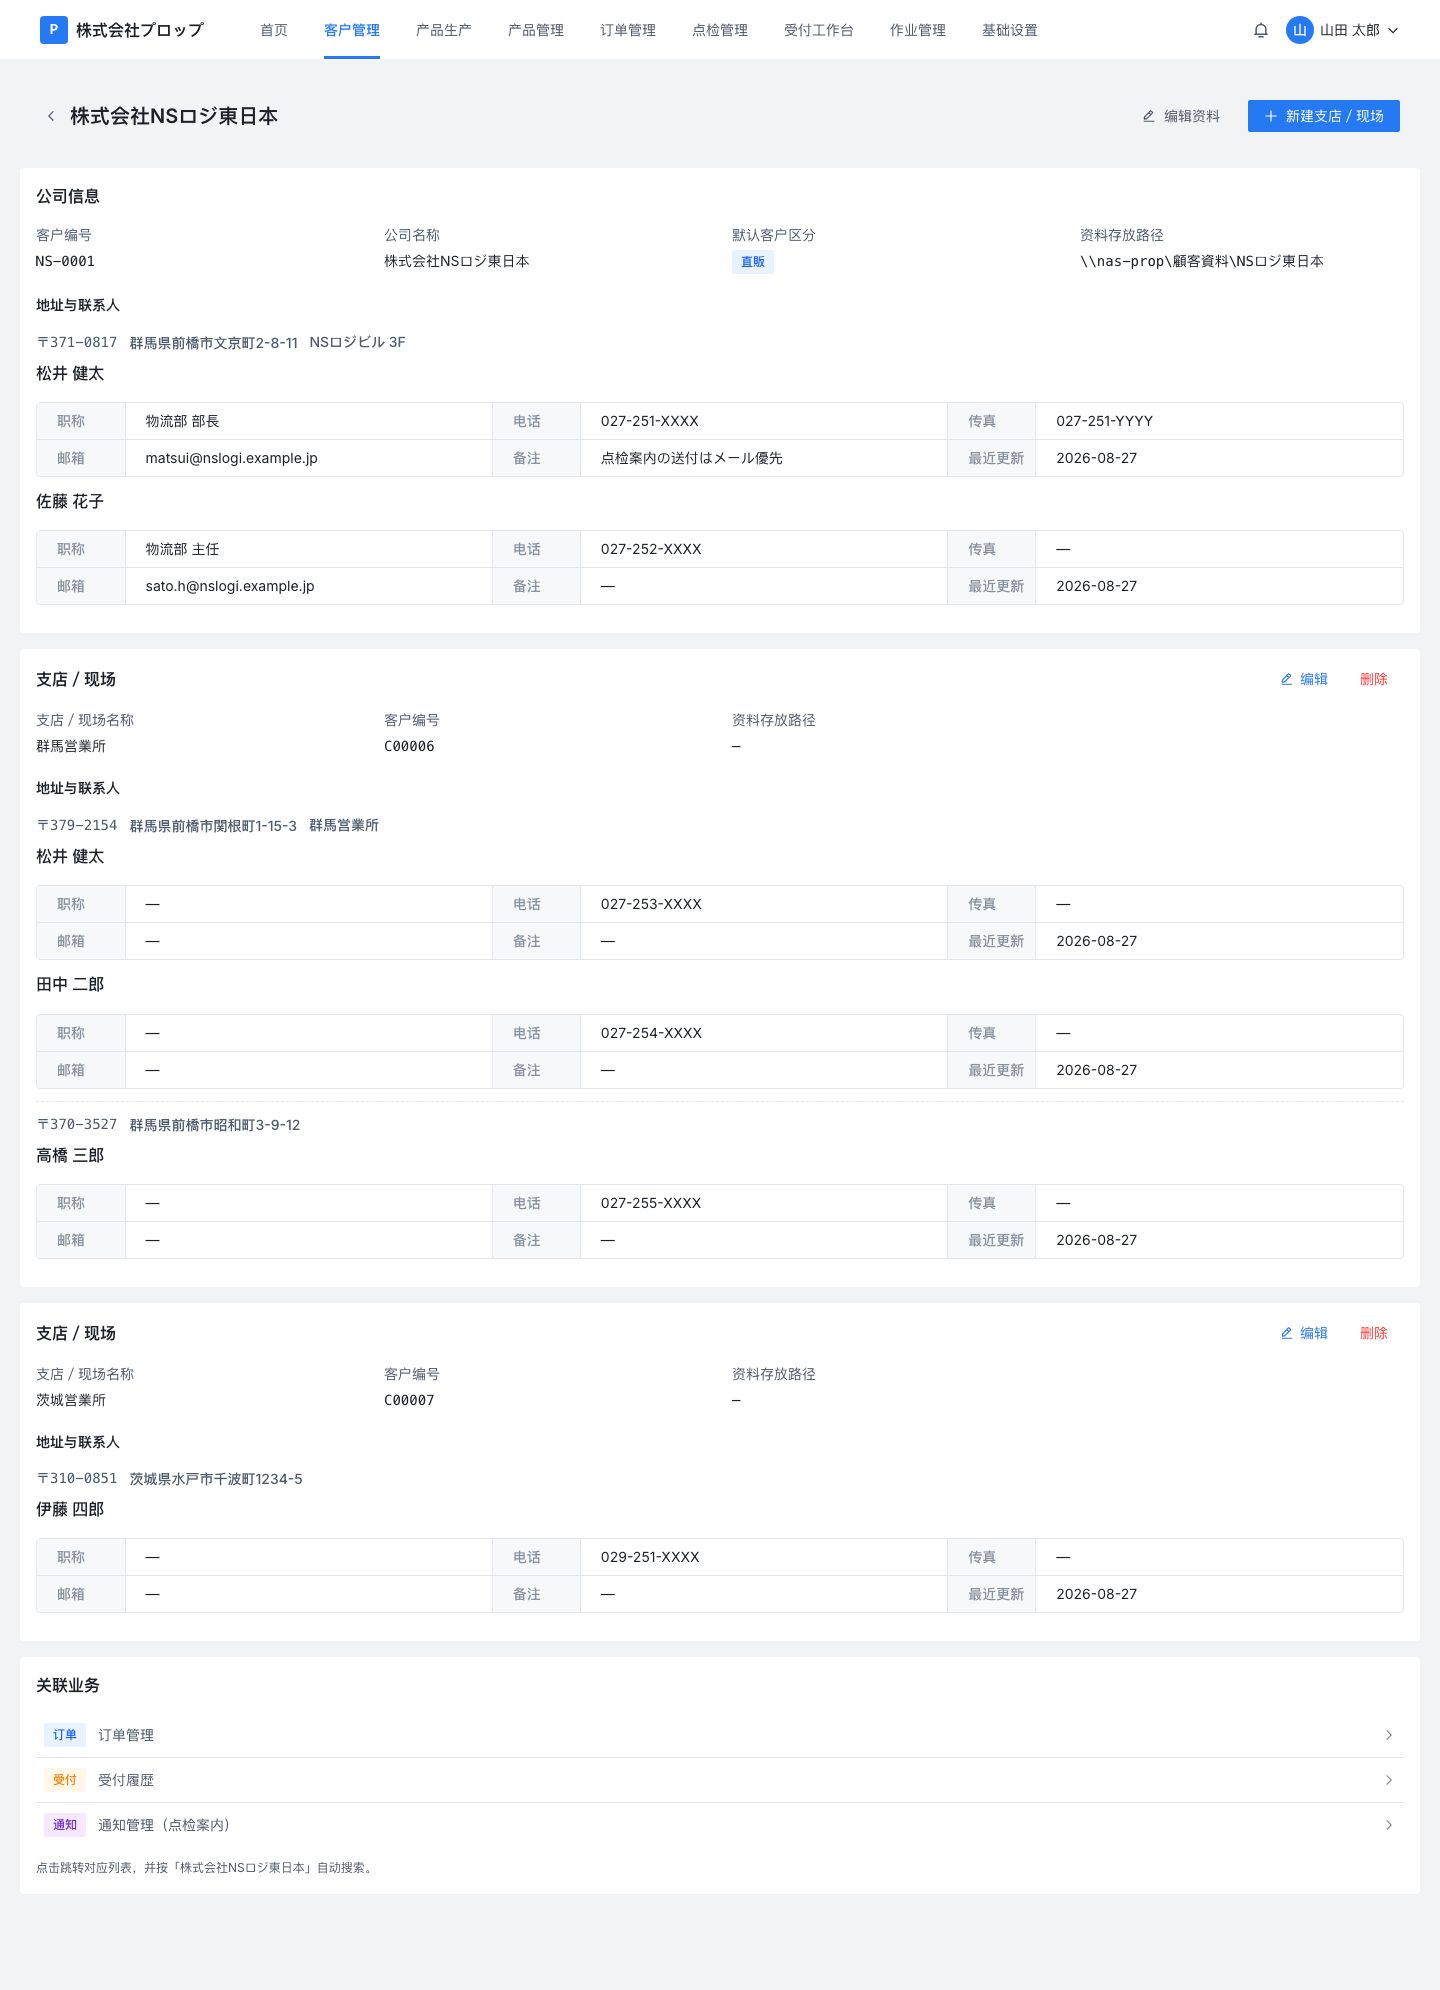 P 株式会社プロップ 首页 客户管理 产品生产 产品管理 订单管理 点检管理 受付工作台 作业管理 基础设置 山 山田 太郎
株式会社NSロジ東日本 编辑资料 新建支店 / 现场
公司信息
客户编号 公司名称 默认客户区分 资料存放路径
NS-0001 株式会社NSロジ東日本 直販 \\nas-prop\顧客資料\NSロジ東日本
地址与联系人
〒371-0817 群馬県前橋市文京町2-8-11 NSロジビル 3F
松井 健太
职称 物流部 部長 电话 027-251-XXXX 传真 027-251-YYYY
邮箱 matsui@nslogi.example.jp 备注 点検案内の送付はメール優先 最近更新 2026-08-27
佐藤 花子
职称 物流部 主任 电话 027-252-XXXX 传真 —
邮箱 sato.h@nslogi.example.jp 备注 — 最近更新 2026-08-27
支店 / 现场 编辑 删除
支店 / 现场名称 客户编号 资料存放路径
群馬営業所 C00006 —
地址与联系人
〒379-2154 群馬県前橋市関根町1-15-3 群馬営業所
松井 健太
职称 — 电话 027-253-XXXX 传真 —
邮箱 — 备注 — 最近更新 2026-08-27
田中 二郎
职称 — 电话 027-254-XXXX 传真 —
邮箱 — 备注 — 最近更新 2026-08-27
〒370-3527 群馬県前橋市昭和町3-9-12
高橋 三郎
职称 — 电话 027-255-XXXX 传真 —
邮箱 — 备注 — 最近更新 2026-08-27
支店 / 现场 编辑 删除
支店 / 现场名称 客户编号 资料存放路径
茨城営業所 C00007 —
地址与联系人
〒310-0851 茨城県水戸市千波町1234-5
伊藤 四郎
职称 — 电话 029-251-XXXX 传真 —
邮箱 — 备注 — 最近更新 2026-08-27
关联业务
订单 订单管理
受付 受付履歴
通知 通知管理（点检案内）
点击跳转对应列表，并按「株式会社NSロジ東日本」自动搜索。